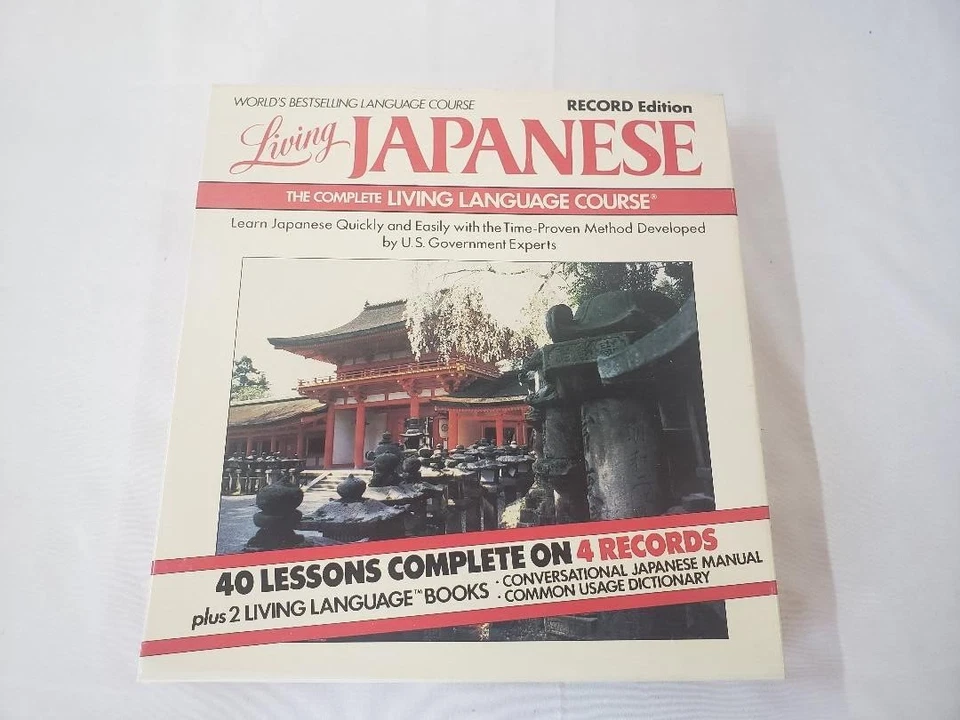 WORLD'S BESTSELLING LANGUAGE COURSE
RECORD Edition
Living JAPANESE
THE COMPLETE LIVING LANGUAGE COURSE®
Learn Japanese Quickly and Easily with the Time-Proven Method Developed
by U.S. Government Experts
40 LESSONS COMPLETE ON 4 RECORDS
plus 2 LIVING LANGUAGE™ BOOKS
· CONVERSATIONAL JAPANESE MANUAL
· COMMON USAGE DICTIONARY